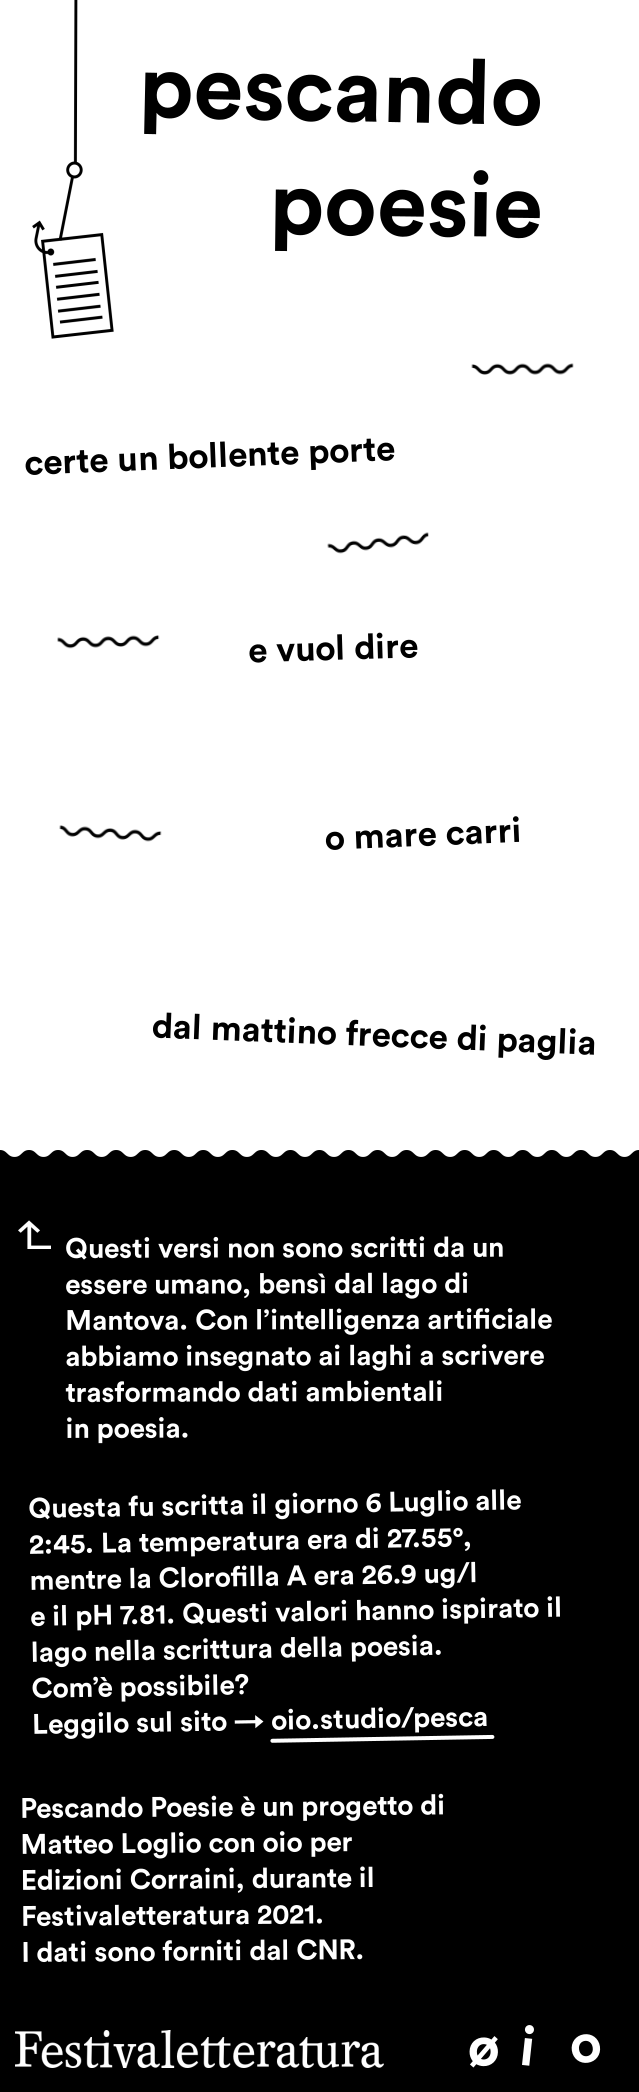 pescando
poesie
certe un bollente porte
e vuol dire
o mare carri
dal mattino frecce di paglia
Questi versi non sono scritti da un
essere umano, bensì dal lago di
Mantova. Con l’intelligenza artificiale
abbiamo insegnato ai laghi a scrivere
trasformando dati ambientali
in poesia.
Questa fu scritta il giorno 6 Luglio alle
2:45. La temperatura era di 27.55°,
mentre la Clorofilla A era 26.9 ug/l
e il pH 7.81. Questi valori hanno ispirato il
lago nella scrittura della poesia.
Com’è possibile?
Leggilo sul sito → oio.studio/pesca
Pescando Poesie è un progetto di
Matteo Loglio con oio per
Edizioni Corraini, durante il
Festivaletteratura 2021.
I dati sono forniti dal CNR.
Festivaletteratura ø i o